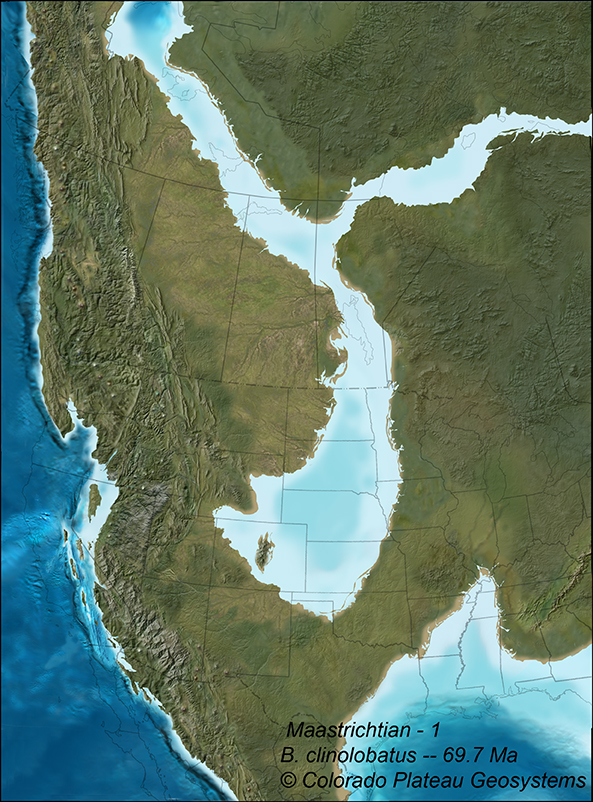 Maastrichtian - 1
B. clinolobatus -- 69.7 Ma
© Colorado Plateau Geosystems